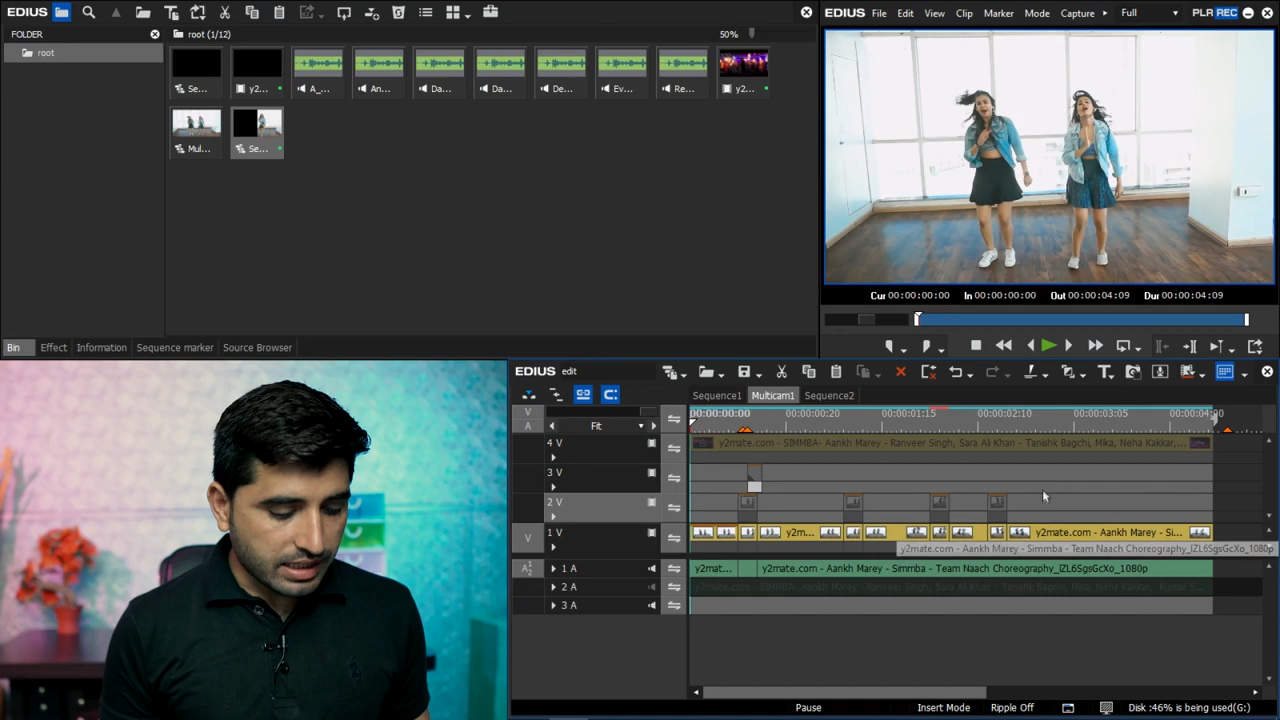 EDIUS
FOLDER
root
root (1/12)
50%
Se...
y2...
A_...
An...
Da...
Da...
De...
Ev...
Re...
y2...
Mul...
Se...
Bin
Effect
Information
Sequence marker
Source Browser
EDIUS File Edit View Clip Marker Mode Capture Full PLR REC
Cur 00:00:00:00 In 00:00:00:00 Out 00:00:04:09 Dur 00:00:04:09
EDIUS edit
Sequence1 Multicam1 Sequence2
V
A
Fit
00:00:00:00 00:00:00:20 00:00:01:15 00:00:02:10 00:00:03:05
4 V
y2mate.com - SIMMBA- Aankh Marey - Ranveer Singh, Sara Ali Khan - Tanishk Bagchi, Mika, Neha Kakkar,...
3 V
2 V
V
1 V
y2m...
y2mate.com - Aankh Marey - Si...
y2mate.com - Aankh Marey - Simmba - Team Naach Choreography_lZL6SgsGcXo_1080p
1 A
y2mat...
y2mate.com - Aankh Marey - Simmba - Team Naach Choreography_lZL6SgsGcXo_1080p
2 A
3 A
Pause Insert Mode Ripple Off Disk :46% is being used(G:)